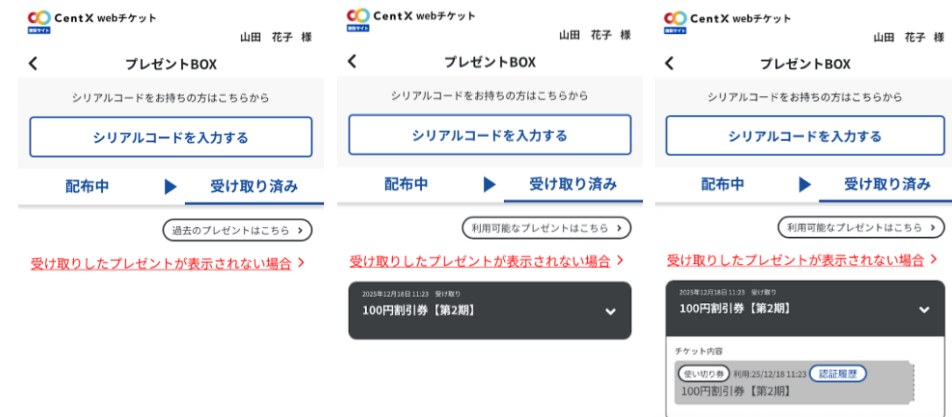 CentX webチケット
山田 花子 様
プレゼントBOX
シリアルコードをお持ちの方はこちらから
シリアルコードを入力する
配布中 ▶ 受け取り済み
過去のプレゼントはこちら
受け取りしたプレゼントが表示されない場合
CentX webチケット
山田 花子 様
プレゼントBOX
シリアルコードをお持ちの方はこちらから
シリアルコードを入力する
配布中 ▶ 受け取り済み
利用可能なプレゼントはこちら
受け取りしたプレゼントが表示されない場合
2025年12月18日 11:23 受け取り
100円割引券【第2期】
CentX webチケット
山田 花子 様
プレゼントBOX
シリアルコードをお持ちの方はこちらから
シリアルコードを入力する
配布中 ▶ 受け取り済み
利用可能なプレゼントはこちら
受け取りしたプレゼントが表示されない場合
2025年12月18日 11:23 受け取り
100円割引券【第2期】
チケット内容
使い切り券 利用:25/12/18 11:23 認証履歴
100円割引券【第2期】